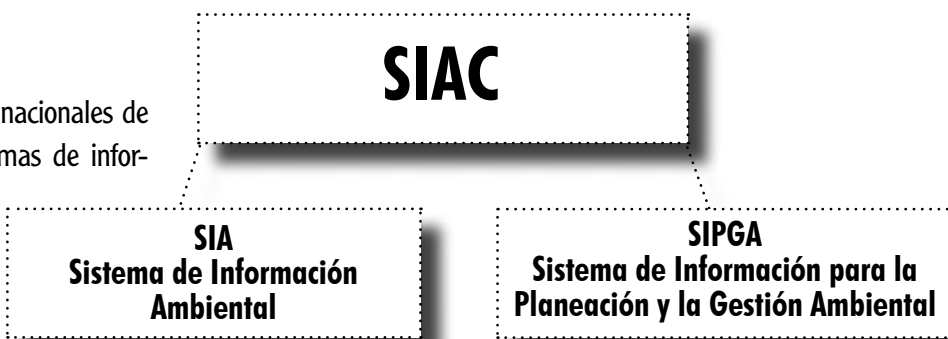 SIAC
nacionales de
mas de infor-
SIA
Sistema de Información
Ambiental
SIPGA
Sistema de Información para la
Planeación y la Gestión Ambiental